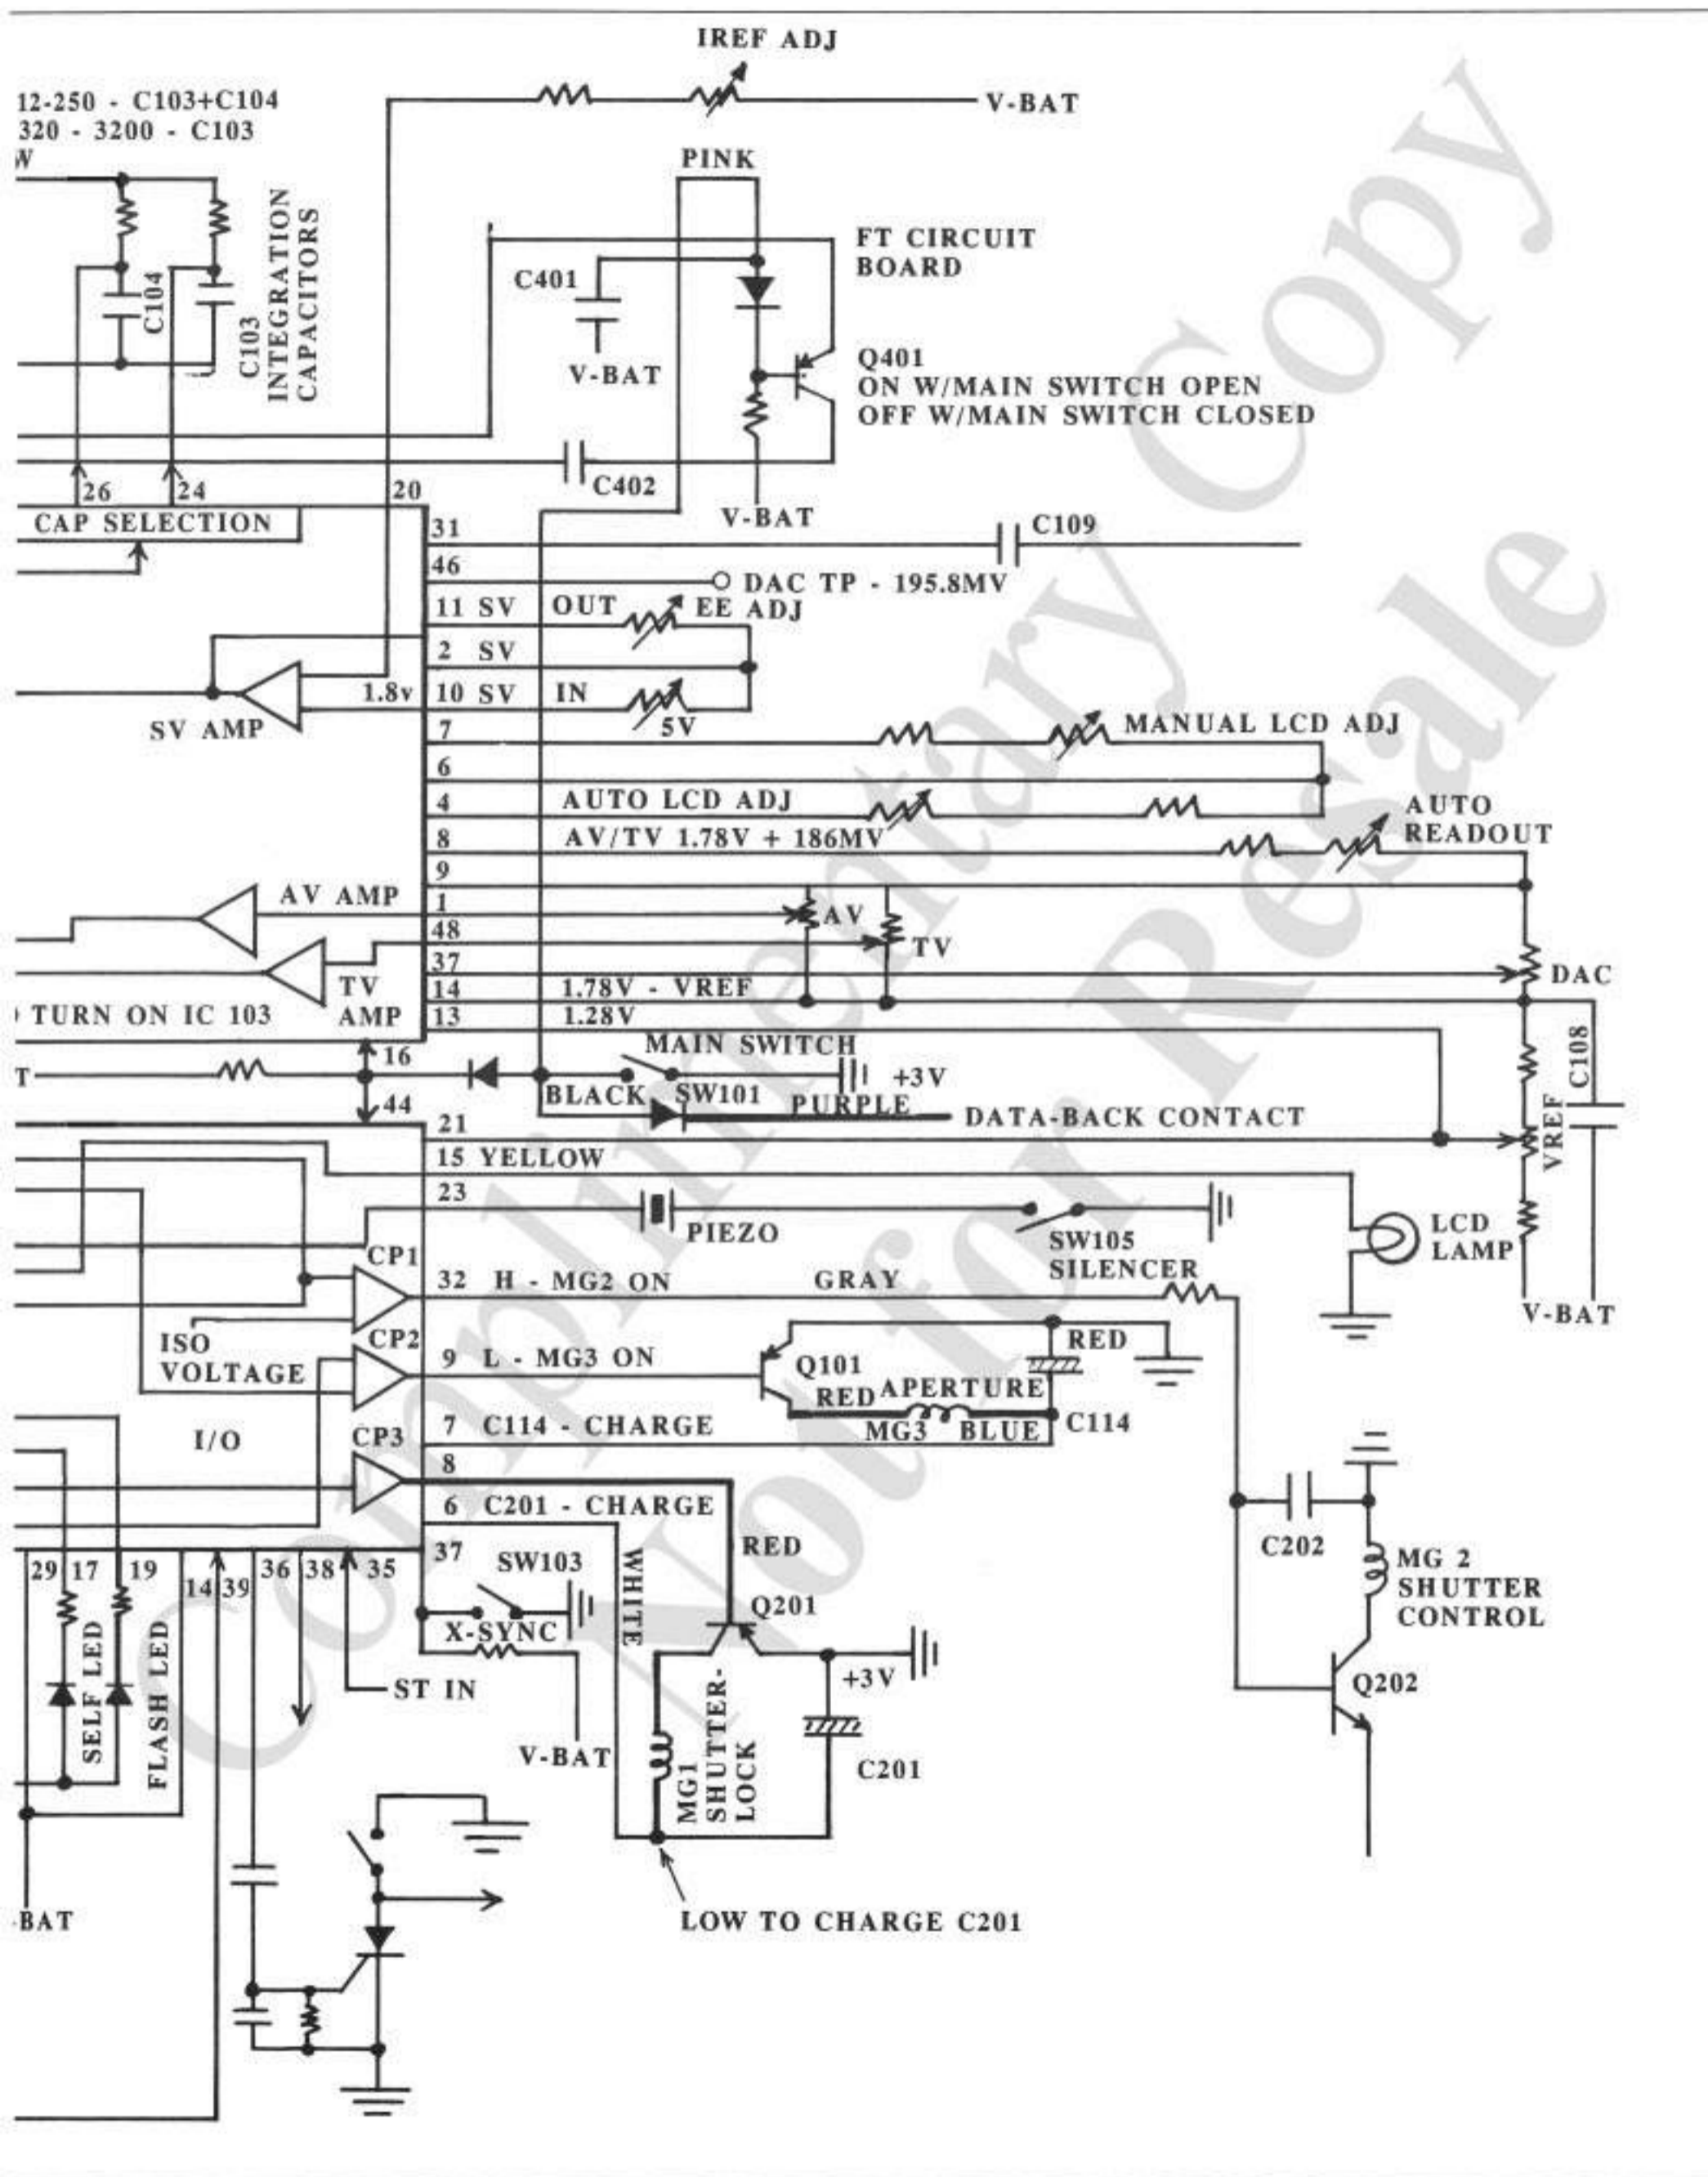 IREF ADJ
12-250 - C103+C104
320 - 3200 - C103
W
V-BAT
PINK
INTEGRATION
CAPACITORS
C104
C103
FT CIRCUIT
BOARD
C401
V-BAT
Q401
ON W/MAIN SWITCH OPEN
OFF W/MAIN SWITCH CLOSED
C402
V-BAT
26
24
20
CAP SELECTION
31
C109
46
DAC TP - 195.8MV
11 SV OUT
EE ADJ
2 SV
1.8v
10 SV IN
5V
SV AMP
7
MANUAL LCD ADJ
6
4
AUTO LCD ADJ
AUTO
READOUT
8
AV/TV 1.78V + 186MV
9
AV AMP
1
AV
48
TV
37
DAC
TV
AMP
14
1.78V - VREF
TURN ON IC 103
13
1.28V
16
MAIN SWITCH
C108
T
+3V
BLACK
SW101
PURPLE
44
DATA-BACK CONTACT
21
VREF
15 YELLOW
23
PIEZO
SW105
SILENCER
LCD
LAMP
CP1
32 H - MG2 ON
GRAY
V-BAT
ISO
VOLTAGE
CP2
9 L - MG3 ON
Q101
RED
RED
APERTURE
MG3
BLUE
C114
I/O
CP3
7 C114 - CHARGE
8
6 C201 - CHARGE
RED
WHITE
37
SW103
X-SYNC
C202
MG 2
SHUTTER
CONTROL
29
17
19
14
39
36
38
35
Q201
+3V
Q202
ST IN
SELF LED
FLASH LED
V-BAT
MG1
SHUTTER-
LOCK
C201
-BAT
LOW TO CHARGE C201
Complimentary Copy
Not for Resale